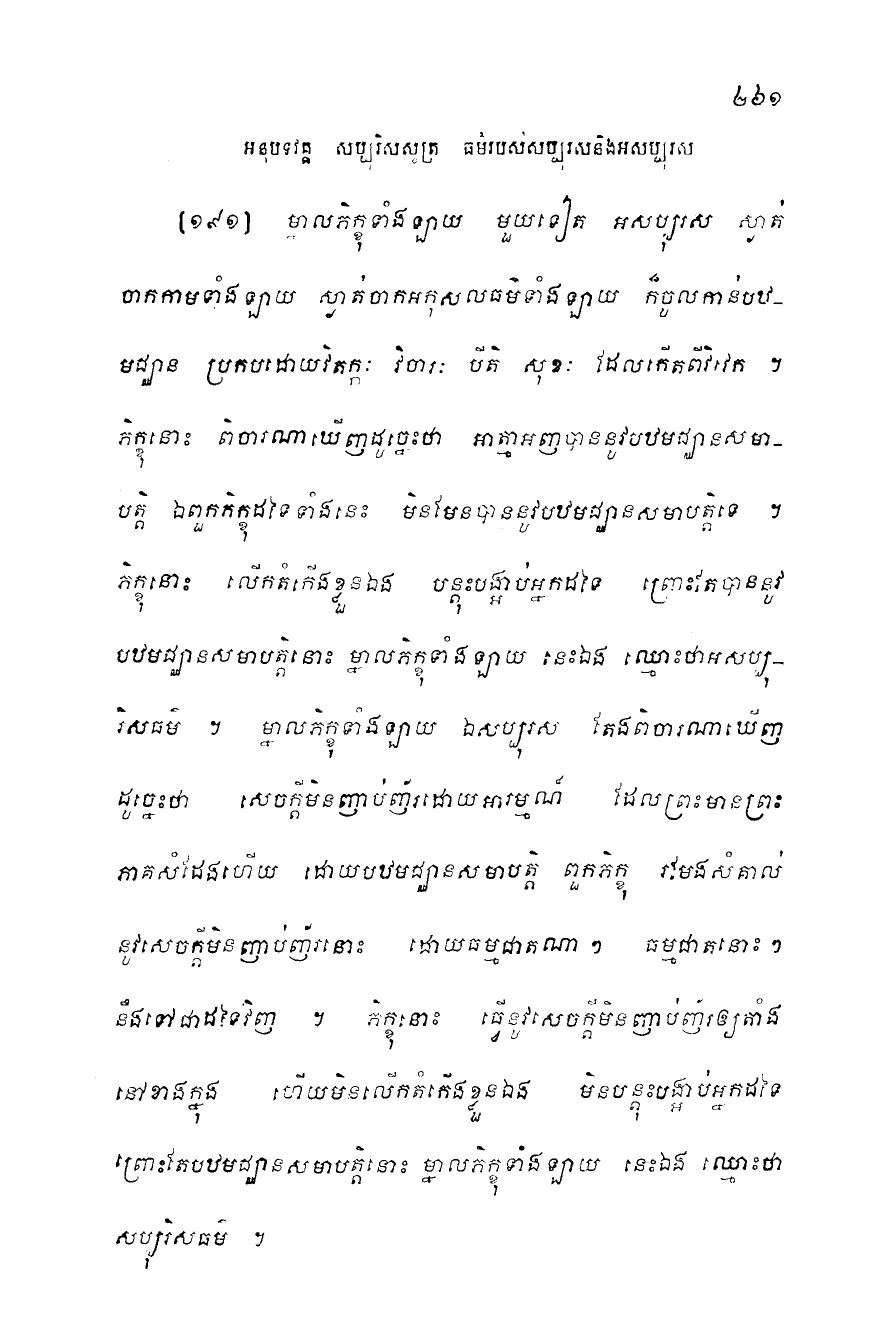 ២៦១
អនុបទវគ្គ សប្បុរិសសូត្រ ធម៌របស់សប្បុរសនិងអសប្បុរស
[១៩១] ម្នាលភិក្ខុទាំងឡាយ មួយទៀត អសប្បុរស ស្ងាត់
ចាកកាមទាំងឡាយ ស្ងាត់ចាកអកុសលធម៌ទាំងឡាយ ក៏ចូលកាន់បឋ-
មជ្ឈាន ប្រកបដោយវិតក្កៈ វិចារៈ បីតិ សុខៈ ដែលកើតពីវិវេក ។
ភិក្ខុនោះ ពិចារណាឃើញដូច្នេះថា អាត្មាអញបាននូវបឋមជ្ឈានសមា-
បត្តិ ឯពួកភិក្ខុដទៃទាំងនេះ មិនមែនបាននូវបឋមជ្ឈានសមាបត្តិទេ ។
ភិក្ខុនោះ លើកតំកើងខ្លួនឯង បន្តុះបង្អាប់អ្នកដទៃ ព្រោះតែបាននូវ
បឋមជ្ឈានសមាបត្តិនោះ ម្នាលភិក្ខុទាំងឡាយ នេះឯង ឈ្មោះថាអសប្បុ-
រិសធម៌ ។ ម្នាលភិក្ខុទាំងឡាយ ឯសប្បុរស តែងពិចារណាឃើញ
ដូច្នេះថា សេចក្តីមិនញាប់ញ័រដោយអារម្មណ៍ ដែលព្រះមានព្រះ
ភាគសំដែងហើយ ដោយបឋមជ្ឈានសមាបត្តិ ពួកភិក្ខុ រមែងសំគាល់
នូវសេចក្តីមិនញាប់ញ័រនោះ ដោយធម្មជាតណា ៗ ធម្មជាតនោះ ៗ
នឹងទៅជាដទៃវិញ ។ ភិក្ខុនោះ ធ្វើនូវសេចក្តីមិនញាប់ញ័រឲ្យតាំង
នៅខាងក្នុង ហើយមិនលើកតំកើងខ្លួនឯង មិនបន្តុះបង្អាប់អ្នកដទៃ
ព្រោះតែបឋមជ្ឈានសមាបត្តិនោះ ម្នាលភិក្ខុទាំងឡាយ នេះឯង ឈ្មោះថា
សប្បុរិសធម៌ ។